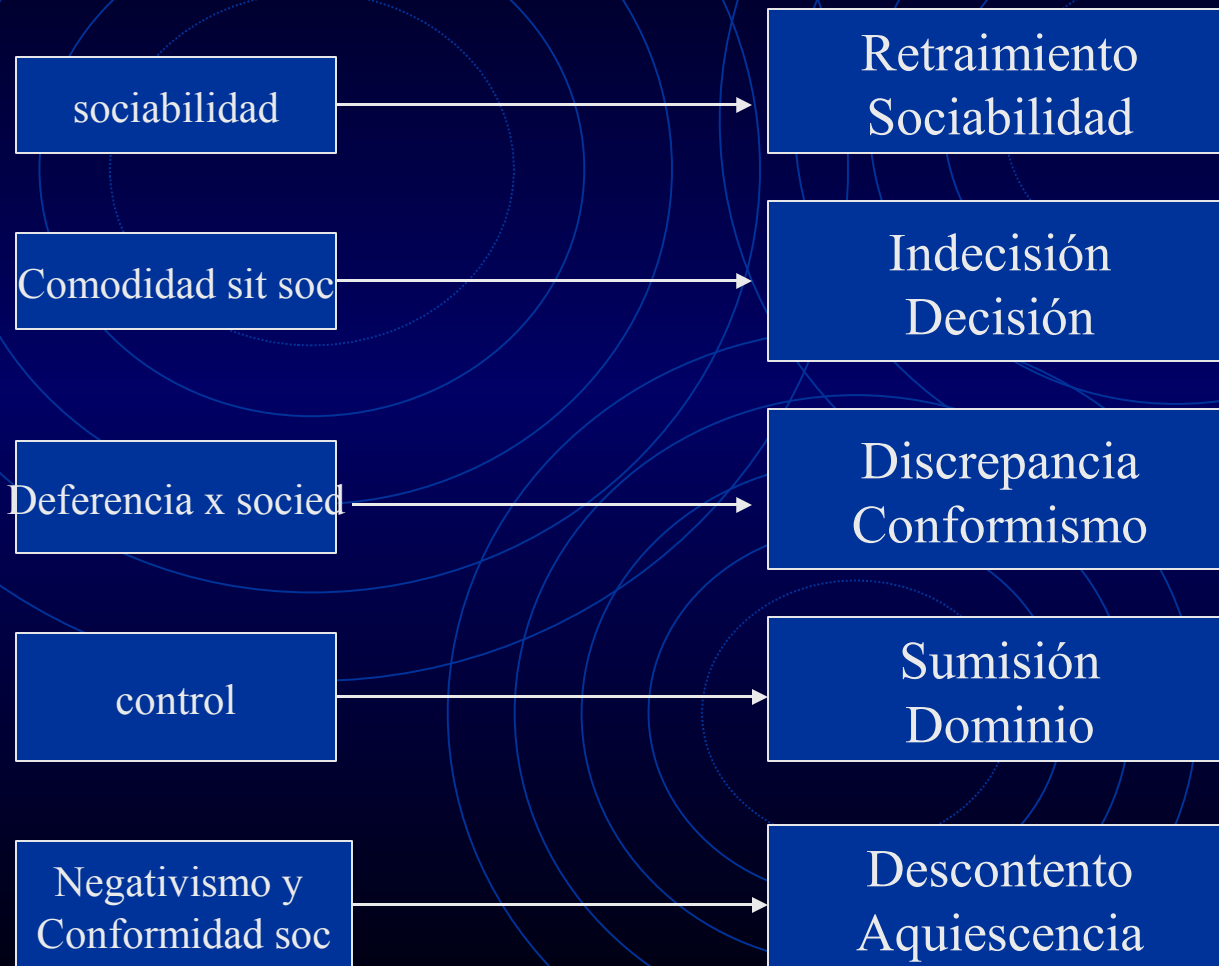 sociabilidad
Retraimiento
Sociabilidad
Comodidad sit soc
Indecisión
Decisión
Deferencia x socied
Discrepancia
Conformismo
control
Sumisión
Dominio
Negativismo y
Conformidad soc
Descontento
Aquiescencia